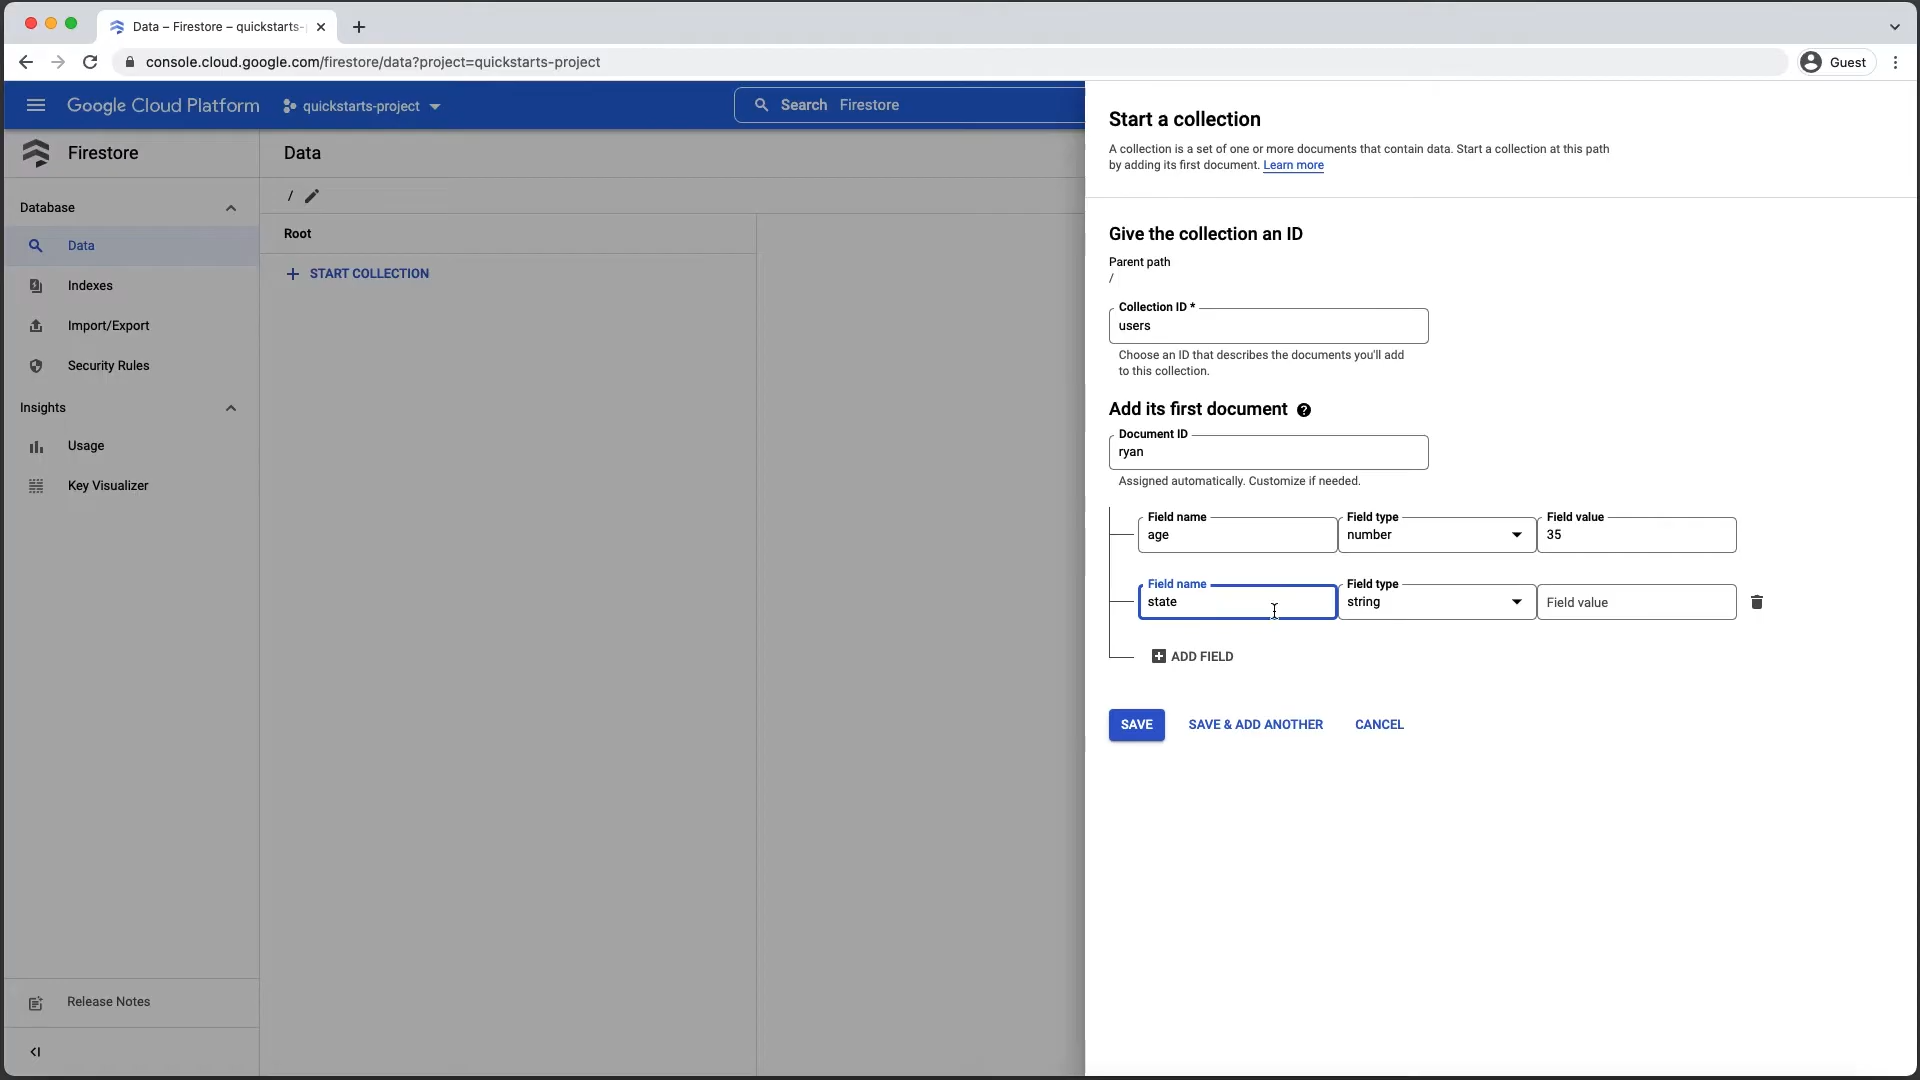 Data – Firestore – quickstarts-
console.cloud.google.com/firestore/data?project=quickstarts-project
Guest
Google Cloud Platform
quickstarts-project
Search Firestore
Firestore
Database
Data
Indexes
Import/Export
Security Rules
Insights
Usage
Key Visualizer
Release Notes
Data
/
Root
START COLLECTION
Start a collection
A collection is a set of one or more documents that contain data. Start a collection at this path
by adding its first document. Learn more
Give the collection an ID
Parent path
/
Collection ID *
users
Choose an ID that describes the documents you'll add
to this collection.
Add its first document
Document ID
ryan
Assigned automatically. Customize if needed.
Field name Field type Field value
age number 35
Field name Field type
state string Field value
ADD FIELD
SAVE SAVE & ADD ANOTHER CANCEL